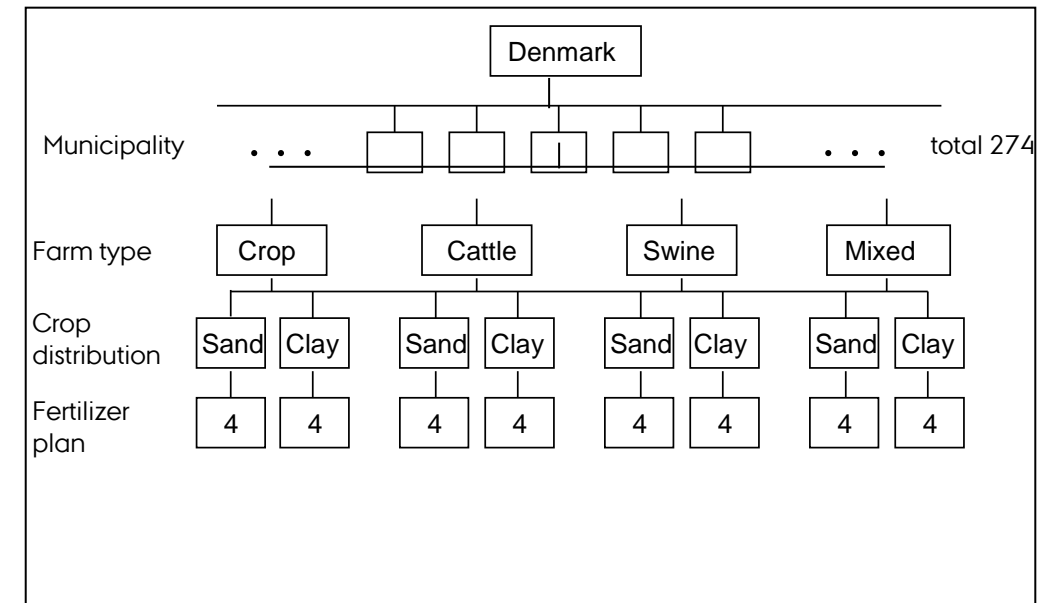 Denmark
Municipality . . . . . . total 274
Farm type Crop Cattle Swine Mixed
Crop
distribution Sand Clay Sand Clay Sand Clay Sand Clay
Fertilizer
plan 4 4 4 4 4 4 4 4